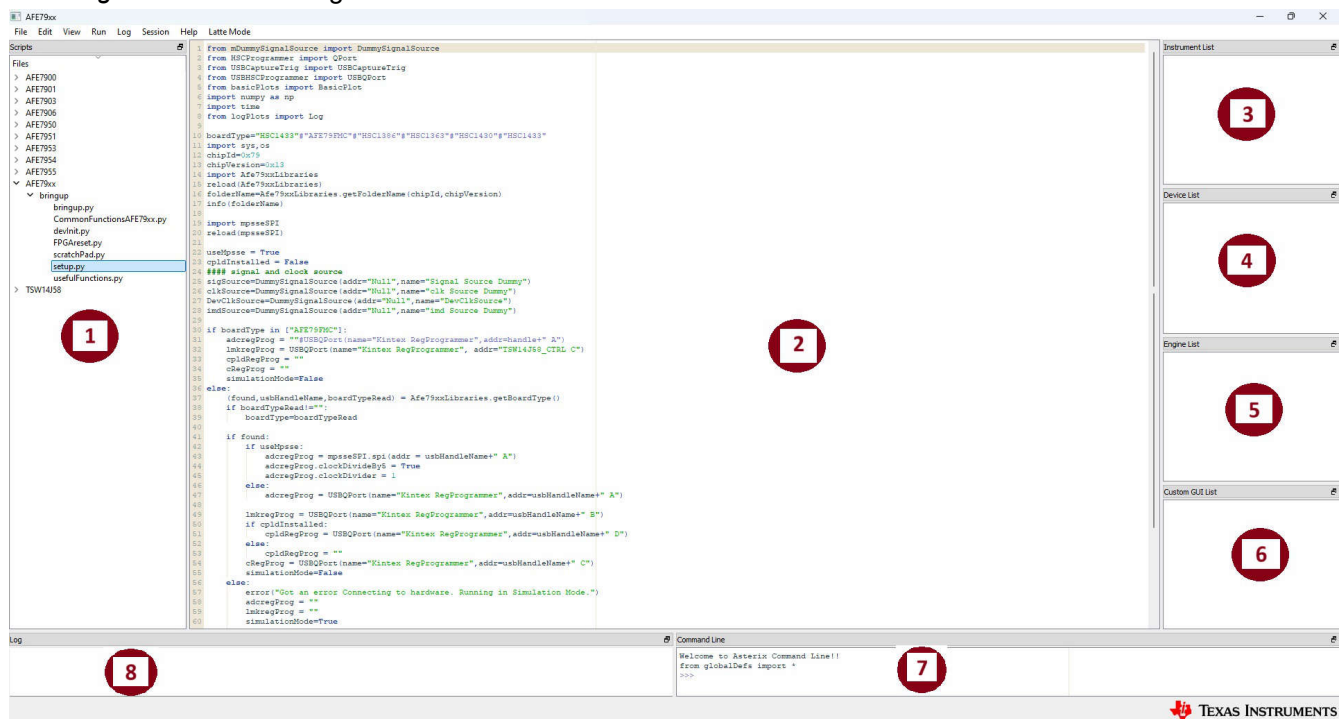 AFE79xx
File Edit View Run Log Session Help Latte Mode
Scripts
Files
AFE7900
AFE7901
AFE7903
AFE7906
AFE7950
AFE7951
AFE7953
AFE7954
AFE7955
AFE79xx
bringup
bringup.py
CommonFunctionsAFE79xx.py
devInit.py
FPGAreset.py
scratchPad.py
setup.py
usefulFunctions.py
TSW14J58
1
1 from mDummySignalSource import DummySignalSource
2 from HSCProgrammer import QPort
3 from USBCaptureTrig import USBCaptureTrig
4 from USBHSCProgrammer import USBQPort
5 from basicPlots import BasicPlot
6 import numpy as np
7 import time
8 from logPlots import Log
9
10 boardType="HSC1433"#"AFE79FMC"#"HSC1386"#"HSC1363"#"HSC1430"#"HSC1433"
11 import sys,os
12 chipId=0x79
13 chipVersion=0x13
14 import Afe79xxLibraries
15 reload(Afe79xxLibraries)
16 folderName=Afe79xxLibraries.getFolderName(chipId,chipVersion)
17 info(folderName)
18
19 import mpsseSPI
20 reload(mpsseSPI)
21
22 useMpsse = True
23 cpldInstalled = False
24 #### signal and clock source
25 sigSource=DummySignalSource(addr="Null",name="Signal Source Dummy")
26 clkSource=DummySignalSource(addr="Null",name="clk Source Dummy")
27 DevClkSource=DummySignalSource(addr="Null",name="DevClkSource")
28 imdSource=DummySignalSource(addr="Null",name="imd Source Dummy")
29
30 if boardType in ["AFE79FMC"]:
31 adcregProg = ""#USBQPort(name="Kintex RegProgrammer",addr=handle+" A")
32 lmkregProg = USBQPort(name="Kintex RegProgrammer", addr="TSW14J58_CTRL C")
33 cpldRegProg = ""
34 cRegProg = ""
35 simulationMode=False
36 else:
37 (found,usbHandleName,boardTypeRead) = Afe79xxLibraries.getBoardType()
38 if boardTypeRead!="":
39 boardType=boardTypeRead
40
41 if found:
42 if useMpsse:
43 adcregProg = mpsseSPI.spi(addr = usbHandleName+" A")
44 adcregProg.clockDivideBy5 = True
45 adcregProg.clockDivider = 1
46 else:
47 adcregProg = USBQPort(name="Kintex RegProgrammer",addr=usbHandleName+" A")
48
49 lmkregProg = USBQPort(name="Kintex RegProgrammer",addr=usbHandleName+" B")
50 if cpldInstalled:
51 cpldRegProg = USBQPort(name="Kintex RegProgrammer",addr=usbHandleName+" D")
52 else:
53 cpldRegProg = ""
54 cRegProg = USBQPort(name="Kintex RegProgrammer",addr=usbHandleName+" C")
55 simulationMode=False
56 else:
57 error("Got an error Connecting to hardware. Running in Simulation Mode.")
58 adcregProg = ""
59 lmkregProg = ""
60 simulationMode=True
2
Instrument List
3
Device List
4
Engine List
5
Custom GUI List
6
Log
8
Command Line
Welcome to Asterix Command Line!!
from globalDefs import *
>>>
7
TEXAS INSTRUMENTS